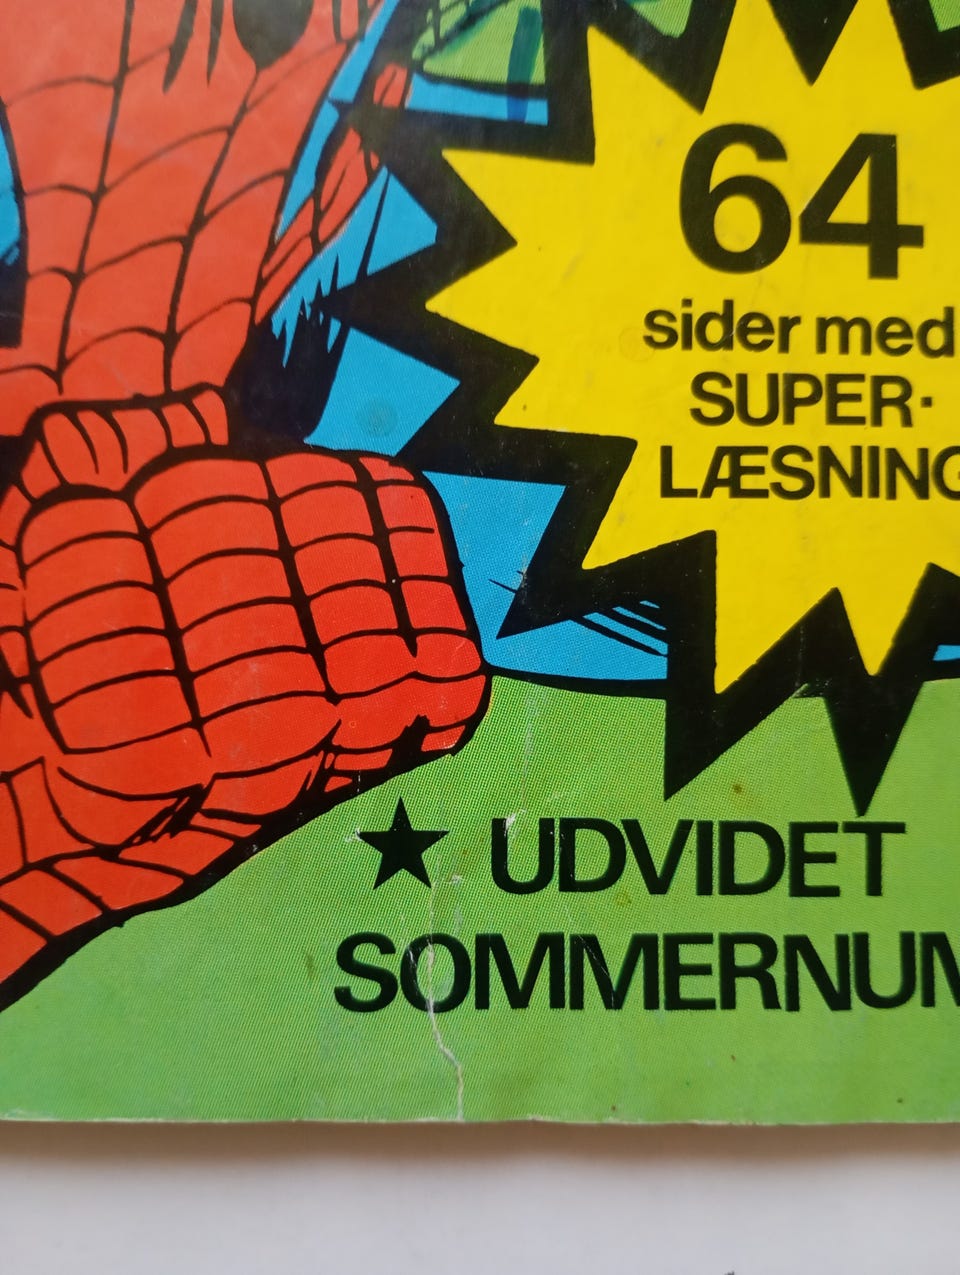 64
sider med
SUPER-
LÆSNING
★ UDVIDET
SOMMERNUM